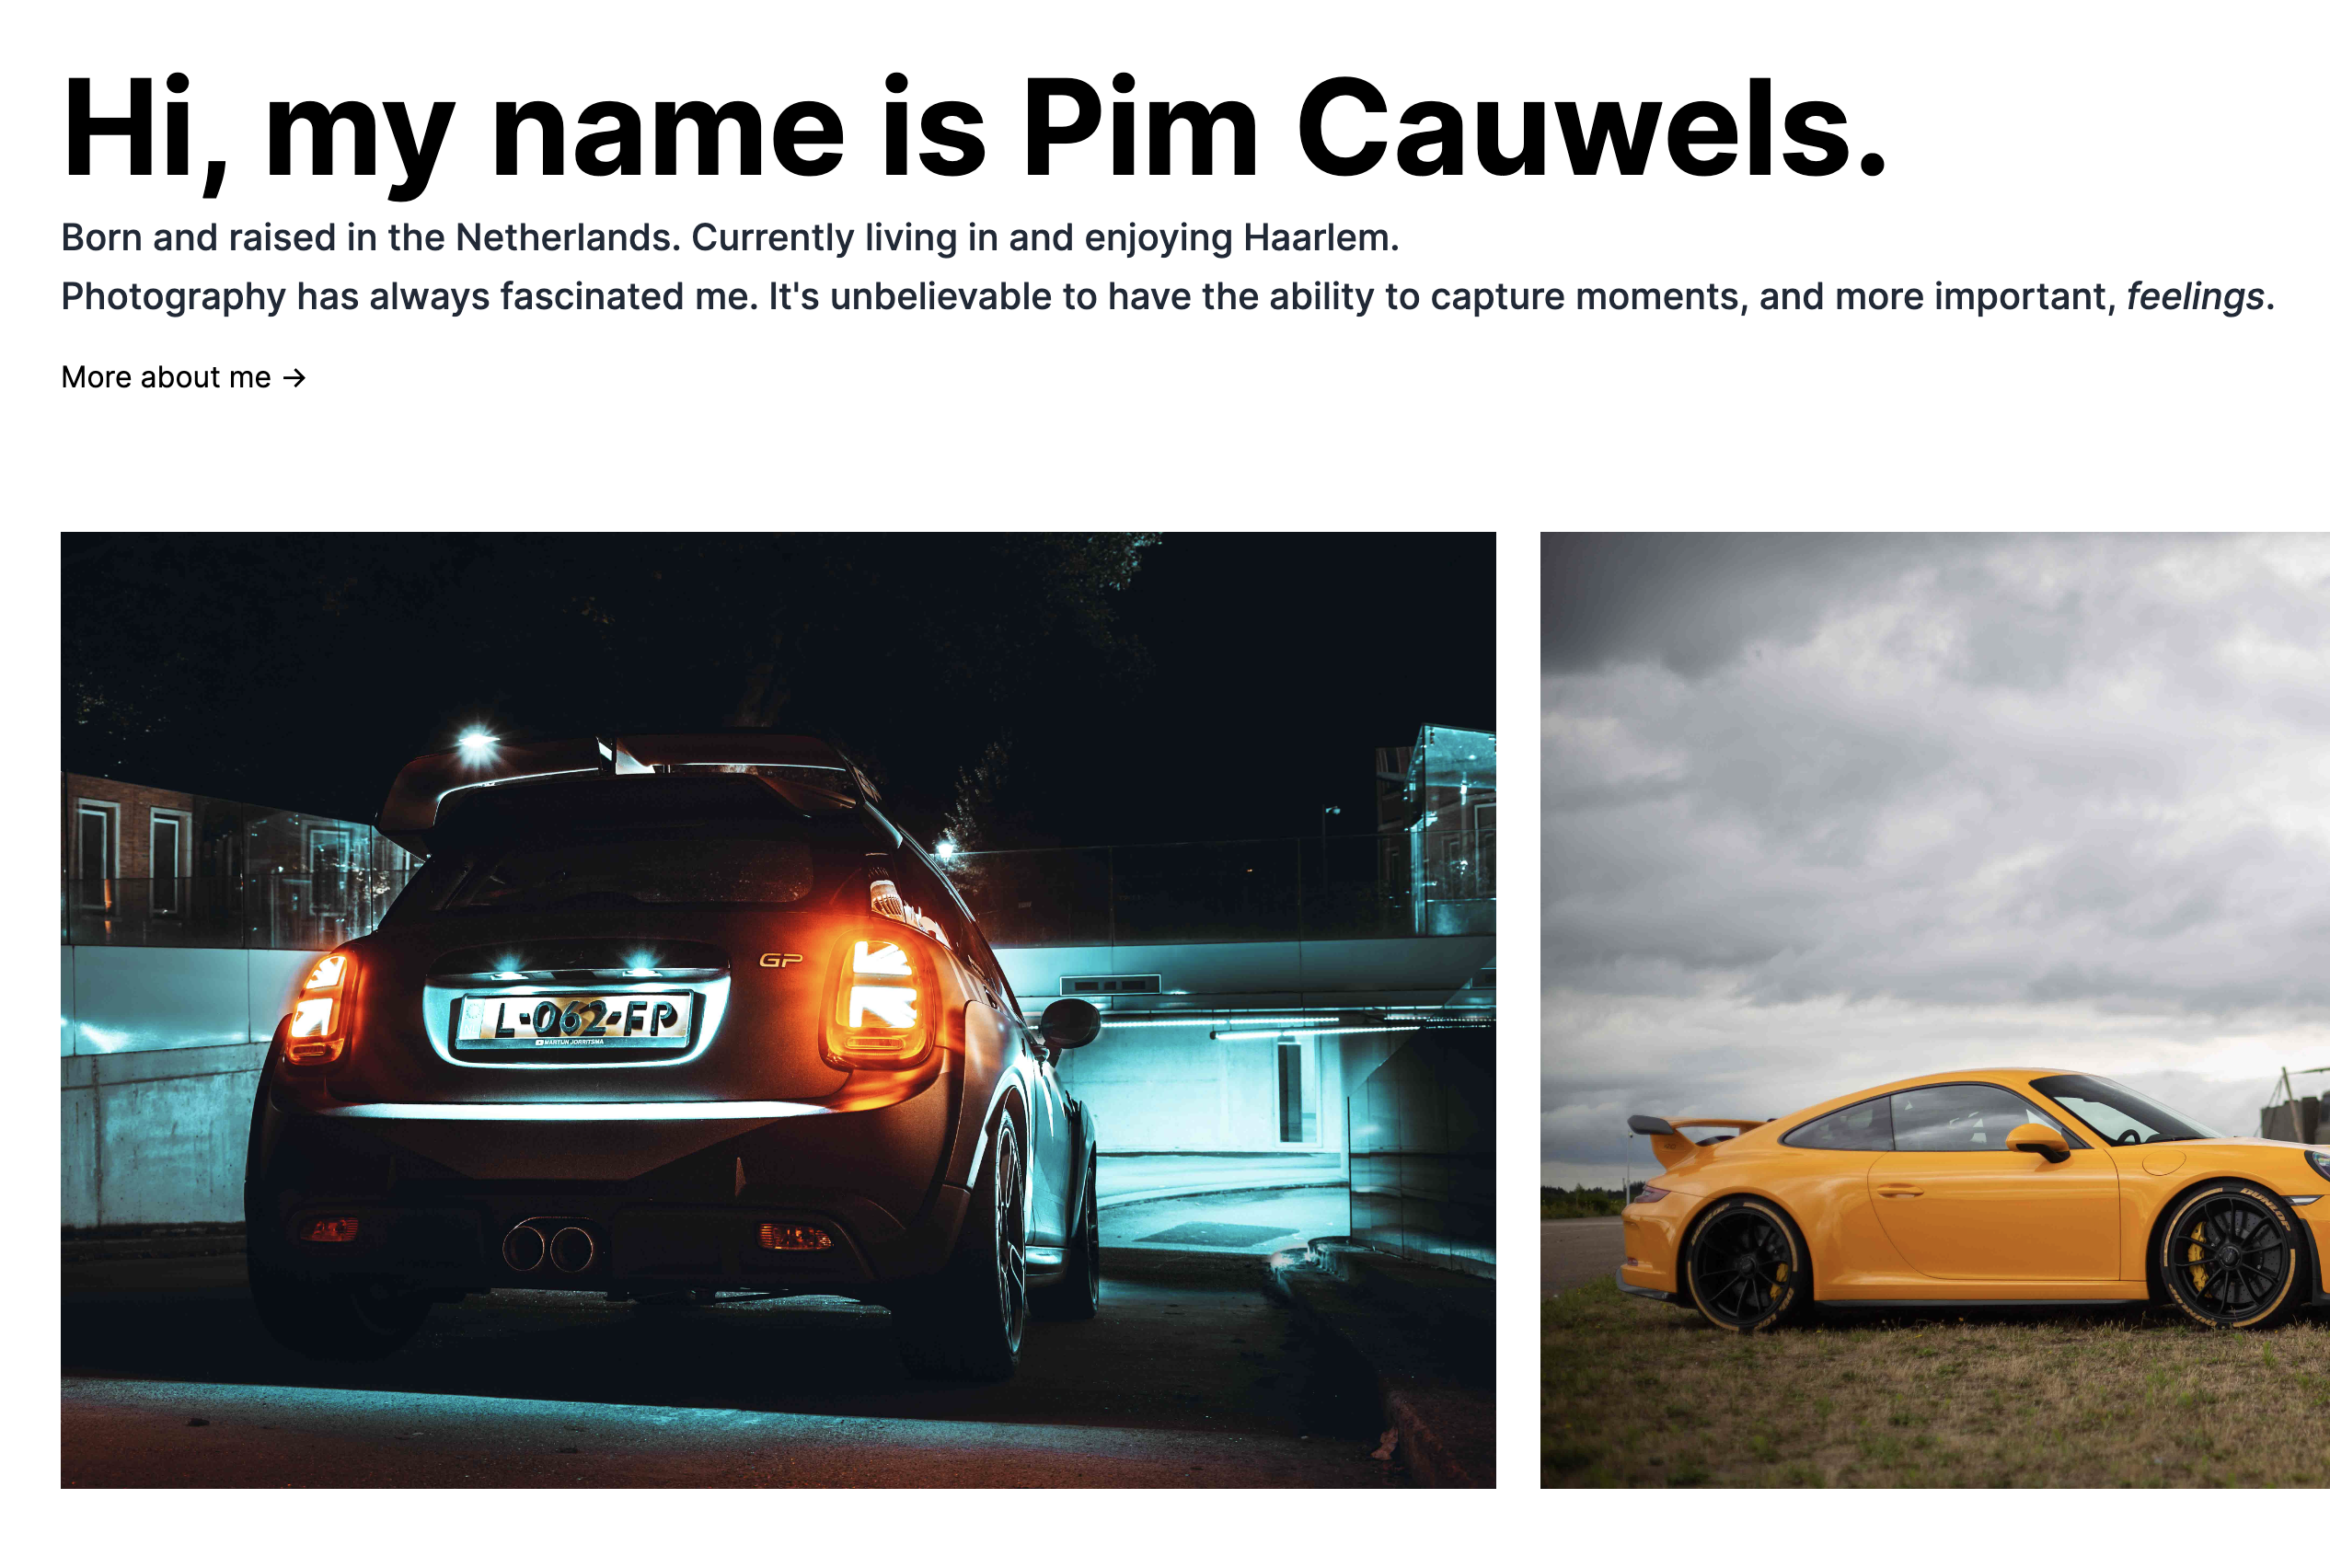 Hi, my name is Pim Cauwels.
Born and raised in the Netherlands. Currently living in and enjoying Haarlem.
Photography has always fascinated me. It's unbelievable to have the ability to capture moments, and more important, feelings.
More about me →
GP
L-062-FP
MARTIJN JORRITSMA
DUNLOP